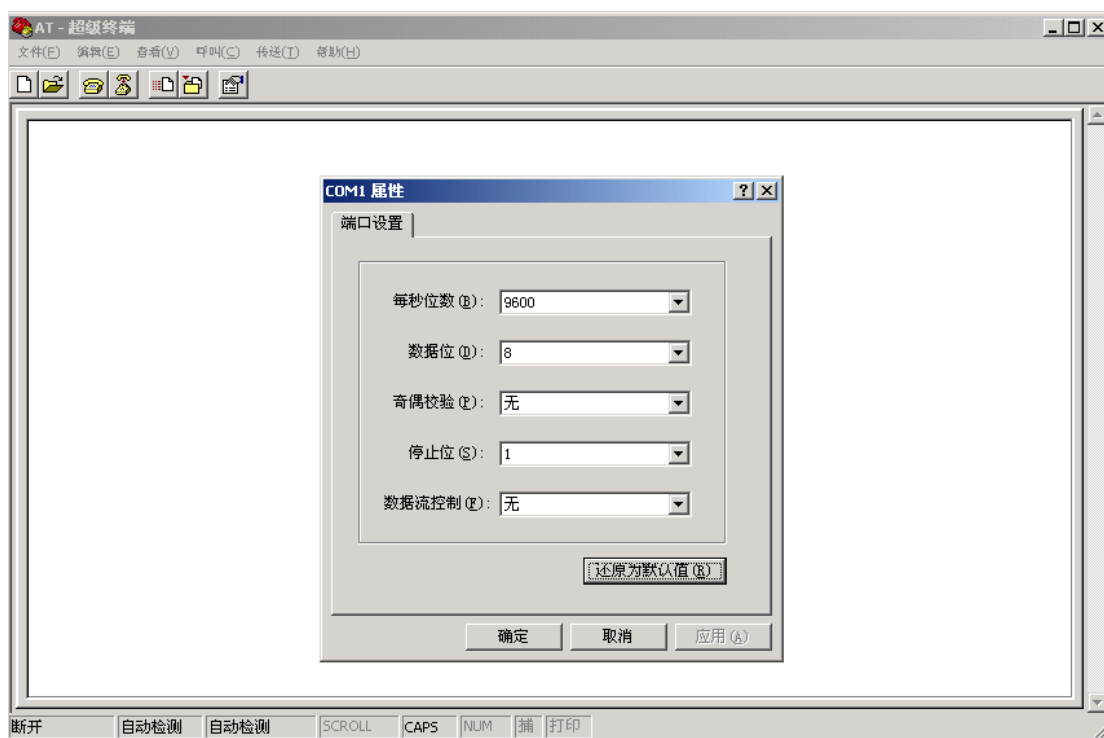 AT - 超级终端
文件(F) 编辑(E) 查看(V) 呼叫(C) 传送(T) 帮助(H)
COM1 属性
端口设置
每秒位数(B): 9600
数据位(D): 8
奇偶校验(P): 无
停止位(S): 1
数据流控制(F): 无
还原为默认值(R)
确定 取消 应用(A)
断开 自动检测 自动检测 SCROLL CAPS NUM 捕 打印